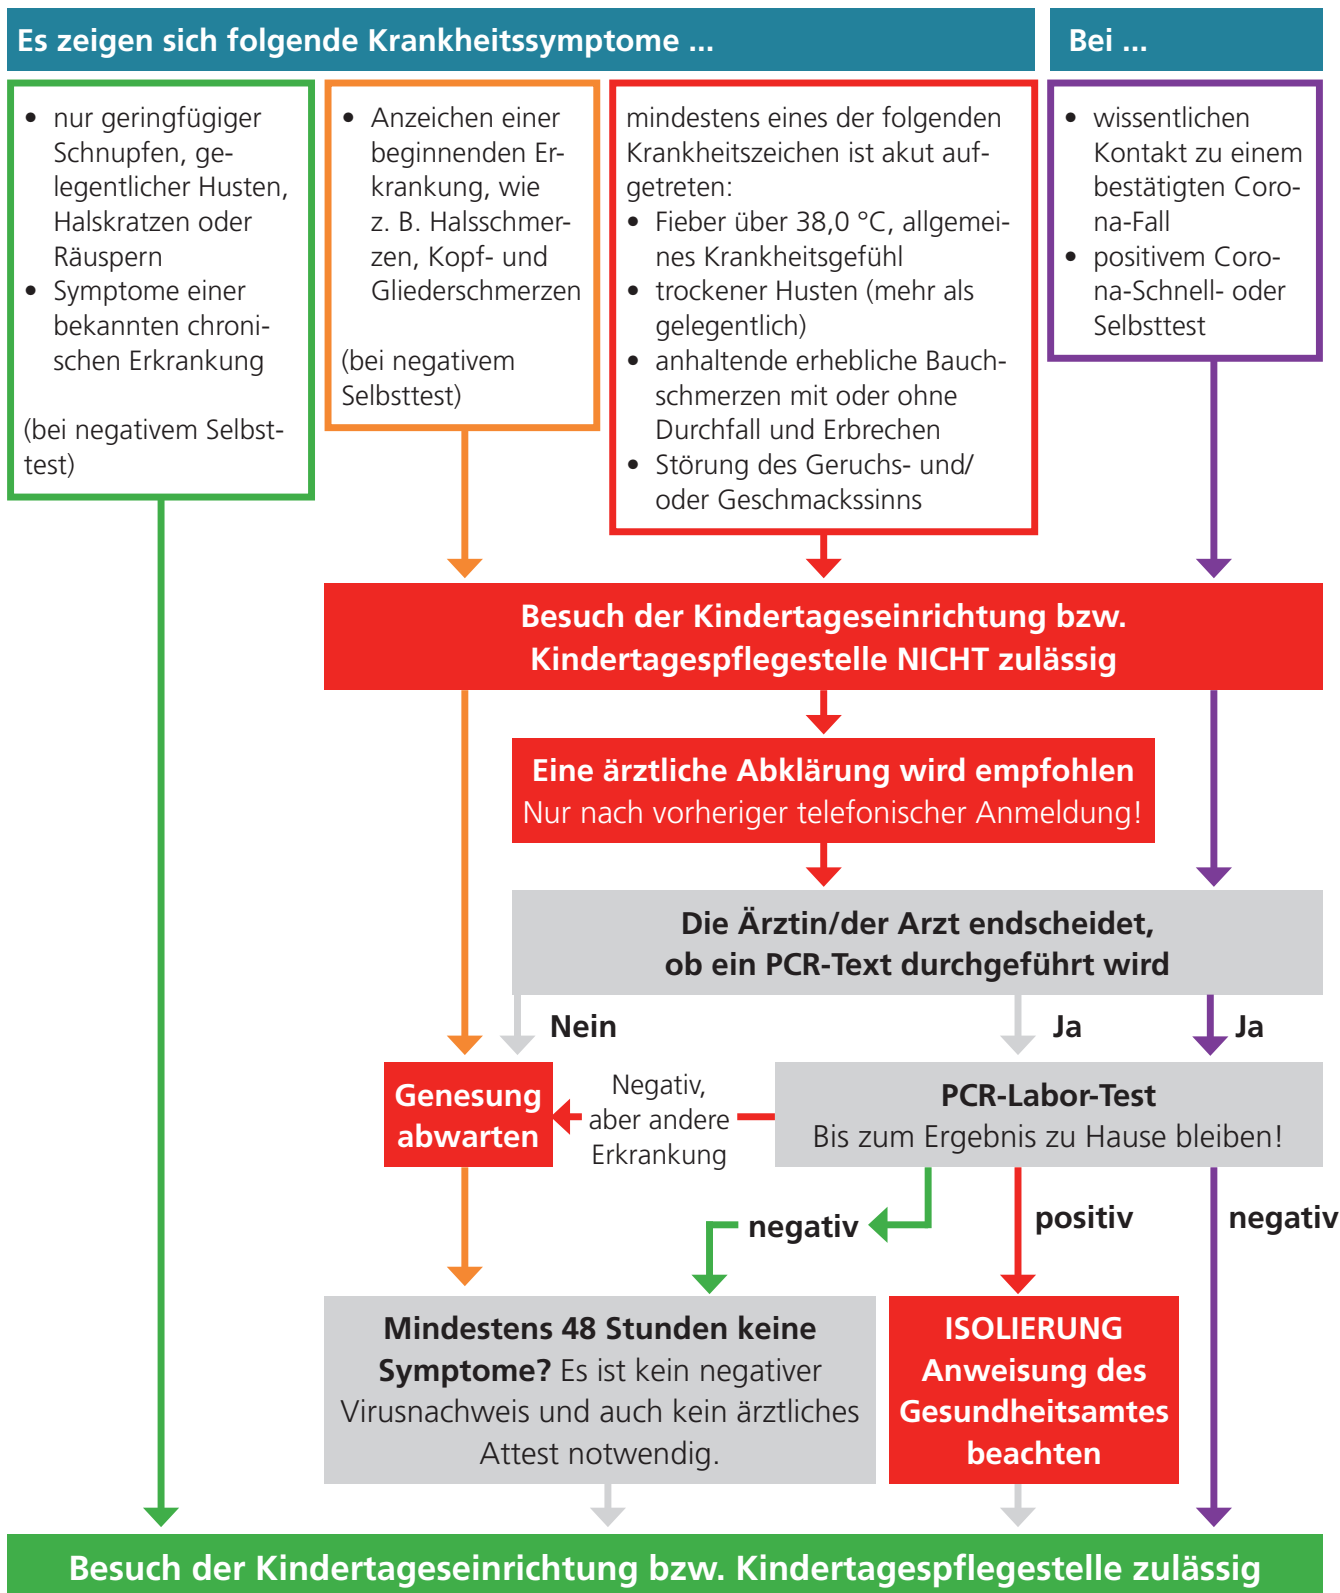 Es zeigen sich folgende Krankheitssymptome ...
Bei ...
• nur geringfügiger
Schnupfen, ge-
legentlicher Husten,
Halskratzen oder
Räuspern
• Symptome einer
bekannten chroni-
schen Erkrankung
(bei negativem Selbst-
test)
• Anzeichen einer
beginnenden Er-
krankung, wie
z. B. Halsschmer-
zen, Kopf- und
Gliederschmerzen
(bei negativem
Selbsttest)
mindestens eines der folgenden
Krankheitszeichen ist akut auf-
getreten:
• Fieber über 38,0 °C, allgemei-
nes Krankheitsgefühl
• trockener Husten (mehr als
gelegentlich)
• anhaltende erhebliche Bauch-
schmerzen mit oder ohne
Durchfall und Erbrechen
• Störung des Geruchs- und/
oder Geschmackssinns
• wissentlichen
Kontakt zu einem
bestätigten Coro-
na-Fall
• positivem Coro-
na-Schnell- oder
Selbsttest
Besuch der Kindertageseinrichtung bzw.
Kindertagespflegestelle NICHT zulässig
Eine ärztliche Abklärung wird empfohlen
Nur nach vorheriger telefonischer Anmeldung!
Die Ärztin/der Arzt endscheidet,
ob ein PCR-Text durchgeführt wird
Nein
Ja
Ja
Genesung
abwarten
Negativ,
aber andere
Erkrankung
PCR-Labor-Test
Bis zum Ergebnis zu Hause bleiben!
negativ
positiv
negativ
Mindestens 48 Stunden keine
Symptome? Es ist kein negativer
Virusnachweis und auch kein ärztliches
Attest notwendig.
ISOLIERUNG
Anweisung des
Gesundheitsamtes
beachten
Besuch der Kindertageseinrichtung bzw. Kindertagespflegestelle zulässig